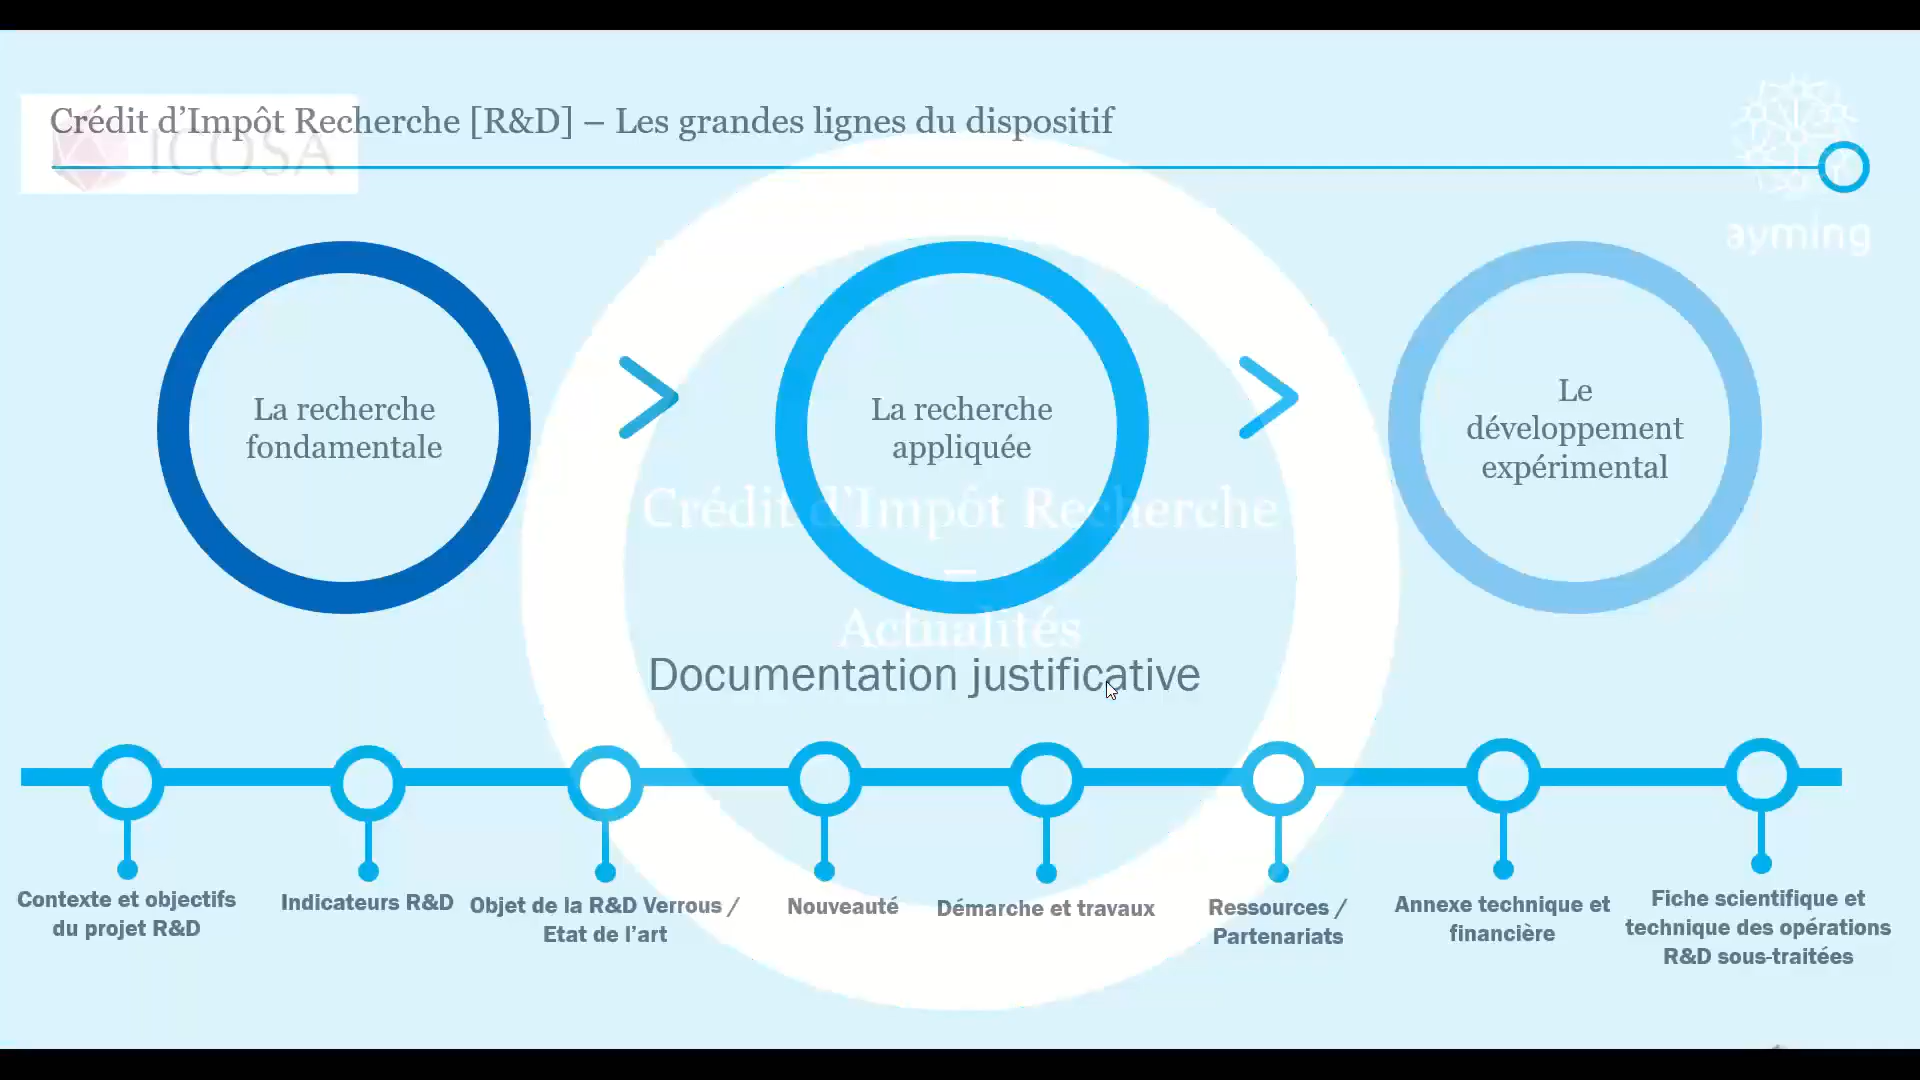 Crédit d’Impôt Recherche [R&D] – Les grandes lignes du dispositif
ICOSA
ayming
La recherche
fondamentale
La recherche
appliquée
Le
développement
expérimental
Crédit d’Impôt Recherche
–
Actualités
Documentation justificative
Contexte et objectifs
du projet R&D
Indicateurs R&D
Objet de la R&D Verrous /
Etat de l’art
Nouveauté
Démarche et travaux
Ressources /
Partenariats
Annexe technique et
financière
Fiche scientifique et
technique des opérations
R&D sous-traitées